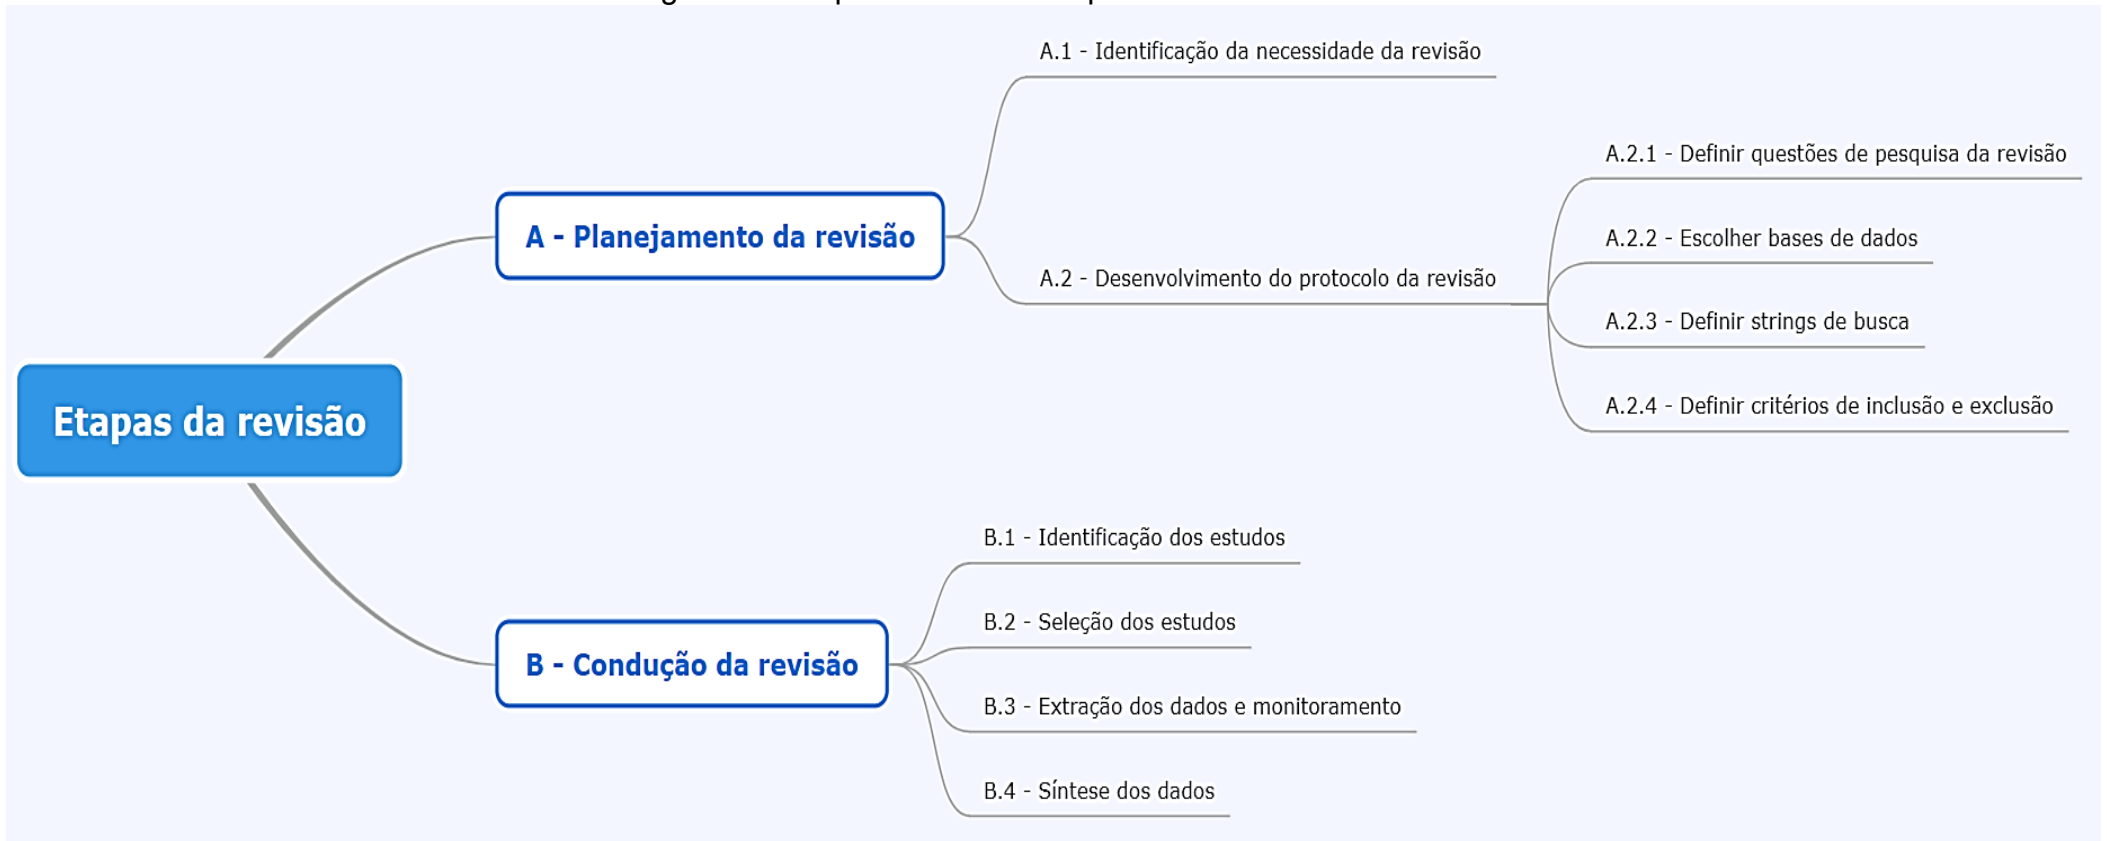 Etapas da revisão
A - Planejamento da revisão
A.1 - Identificação da necessidade da revisão
A.2 - Desenvolvimento do protocolo da revisão
A.2.1 - Definir questões de pesquisa da revisão
A.2.2 - Escolher bases de dados
A.2.3 - Definir strings de busca
A.2.4 - Definir critérios de inclusão e exclusão
B - Condução da revisão
B.1 - Identificação dos estudos
B.2 - Seleção dos estudos
B.3 - Extração dos dados e monitoramento
B.4 - Síntese dos dados